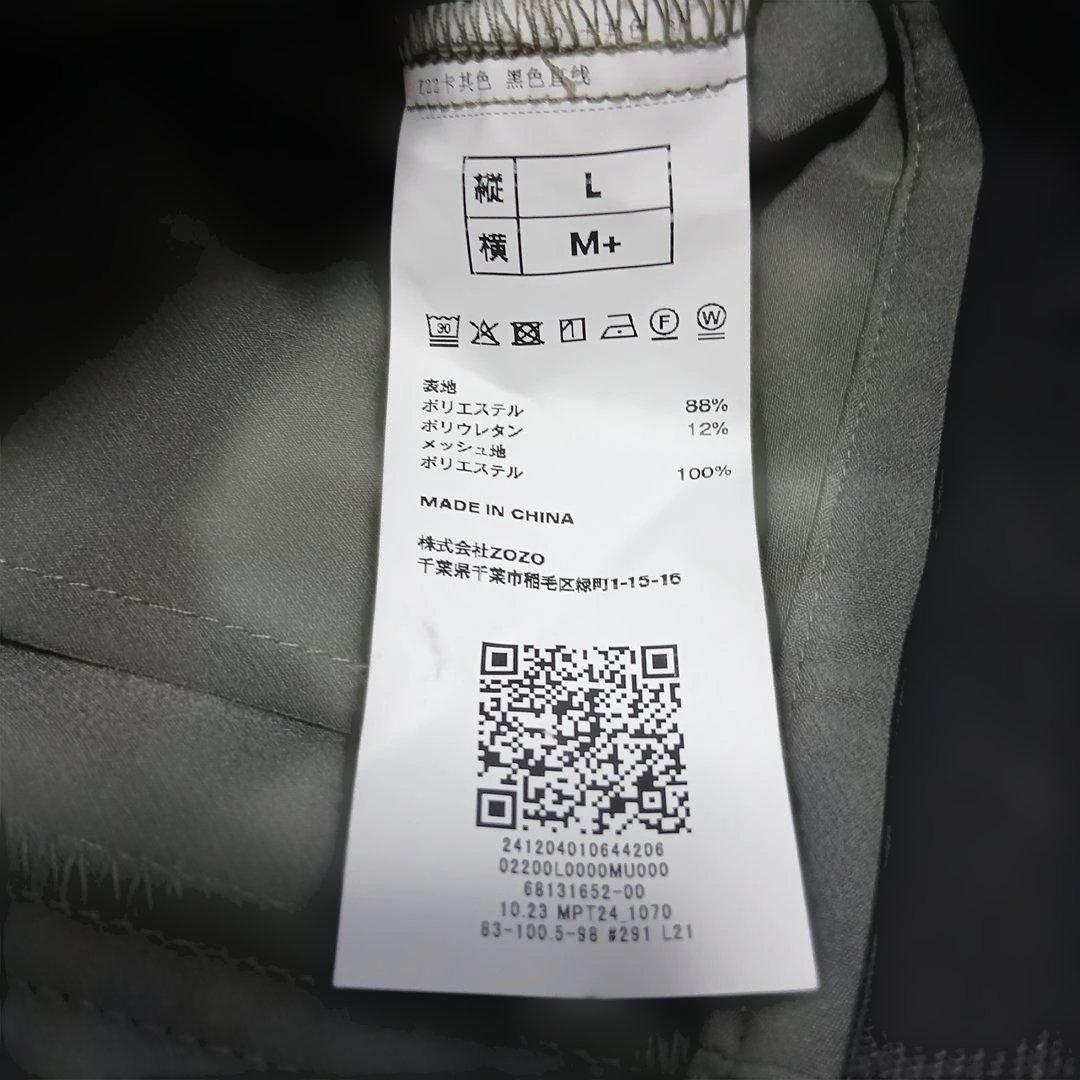 Z22卡其色 黑色直线
縦 L
横 M+
30 F W
表地
ポリエステル 88%
ポリウレタン 12%
メッシュ地
ポリエステル 100%
MADE IN CHINA
株式会社ZOZO
千葉県千葉市稲毛区緑町1-15-16
241204010644206
02200L0000MU000
68131652-00
10.23 MPT24_1070
83-100.5-98 #291 L21